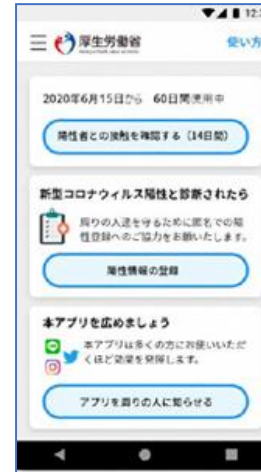 12:
厚生労働省
使い方
2020年6月15日から 60日間使用中
陽性者との接触を確認する（14日間）
新型コロナウィルス陽性と診断されたら
周りの人達を守るために匿名での陽
性登録へのご協力をお願いいたします。
陽性情報の登録
本アプリを広めましょう
本アプリは多くの方にお使いいただ
くほど効果を発揮します。
アプリを周りの人に知らせる